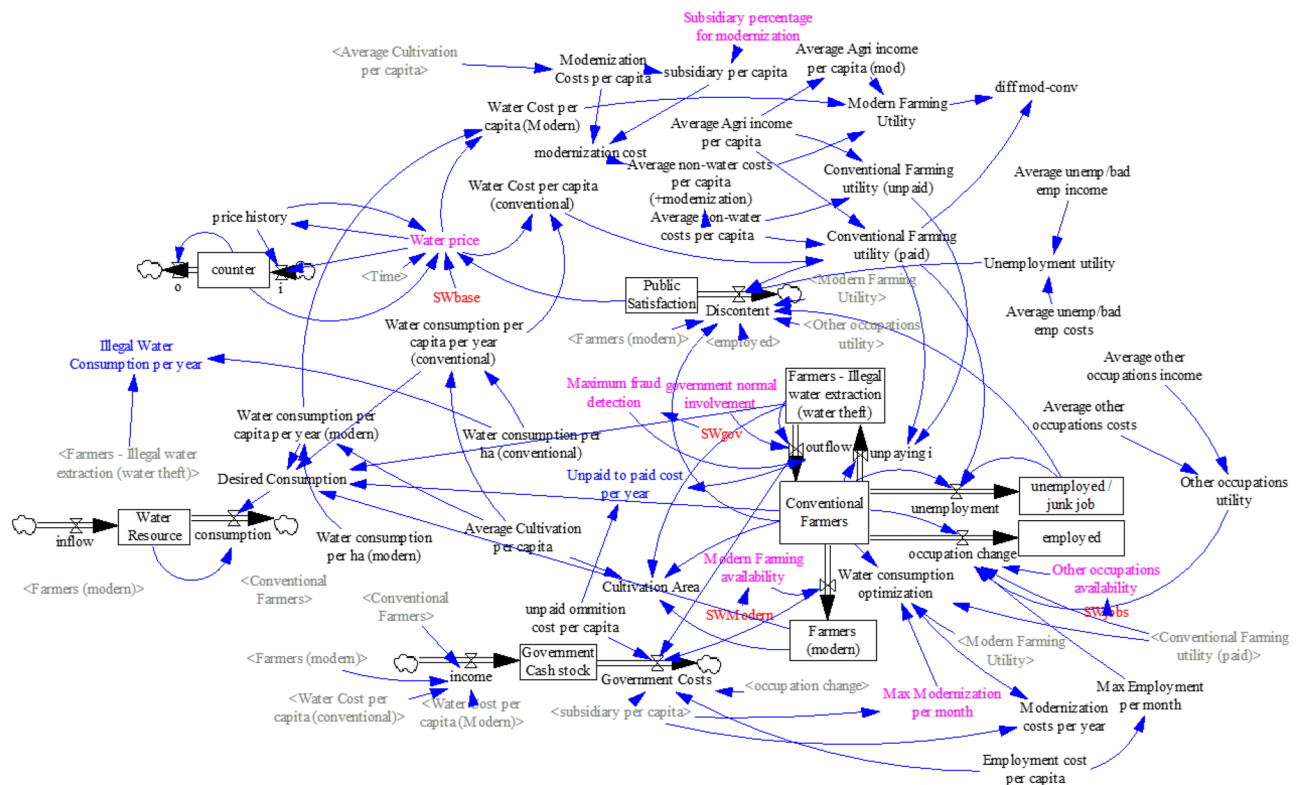 Subsidiary percentage
for modernization
<Average Cultivation
per capita>
Modernization
Costs per capita
subsidiary per capita
Average Agri income
per capita (mod)
diff mod-conv
Water Cost per
capita (Modern)
Modern Farming
Utility
Average Agri income
per capita
modernization cost
Average non-water costs
per capita
(+modernization)
Conventional Farming
utility (unpaid)
Average unemp/bad
emp income
Water Cost per capita
(conventional)
Average non-water
costs per capita
price history
Water price
Conventional Farming
utility (paid)
Unemployment utility
counter
o
i
<Time>
SWbase
Public
Satisfaction
Discontent
<Modern Farming
Utility>
Average unemp/bad
emp costs
<Farmers (modern)>
<employed>
<Other occupations
utility>
Water consumption per
capita per year
(conventional)
Illegal Water
Consumption per year
Average other
occupations income
Maximum fraud
detection
government normal
involvement
Farmers - Illegal
water extraction
(water theft)
Average other
occupations costs
SWgov
Water consumption per
capita per year (modern)
Water consumption per
ha (conventional)
outflow
unpaying i
<Farmers - Illegal water
extraction (water theft)>
Desired Consumption
Unpaid to paid cost
per year
Other occupations
utility
Conventional
Farmers
unemployment
unemployed /
junk job
Water
Resource
inflow
consumption
Water consumption
per ha (modern)
Average Cultivation
per capita
occupation change
employed
<Farmers (modern)>
<Conventional
Farmers>
Cultivation Area
Modern Farming
availability
Water consumption
optimization
Other occupations
availability
<Conventional
Farmers>
unpaid ommition
cost per capita
SWModern
SWjobs
Farmers
(modern)
<Modern Farming
Utility>
<Conventional Farming
utility (paid)>
<Farmers (modern)>
income
Government
Cash stock
Government Costs
<occupation change>
<Water Cost per
capita (conventional)>
<Water Cost per
capita (Modern)>
<subsidiary per capita>
Max Modernization
per month
Modernization
costs per year
Max Employment
per month
Employment cost
per capita